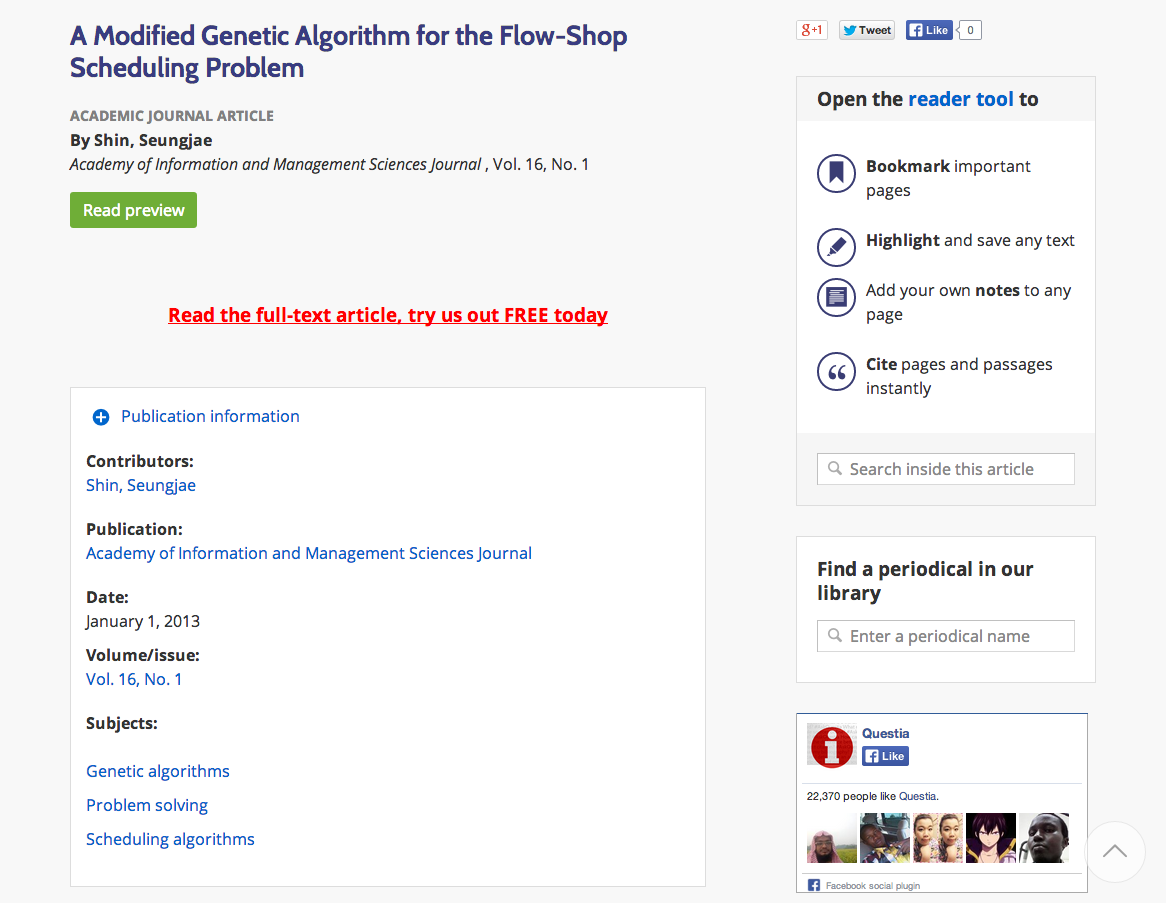 A Modified Genetic Algorithm for the Flow-Shop
Scheduling Problem
ACADEMIC JOURNAL ARTICLE
By Shin, Seungjae
Academy of Information and Management Sciences Journal , Vol. 16, No. 1
Read preview
Read the full-text article, try us out FREE today
Publication information
Contributors:
Shin, Seungjae
Publication:
Academy of Information and Management Sciences Journal
Date:
January 1, 2013
Volume/issue:
Vol. 16, No. 1
Subjects:
Genetic algorithms
Problem solving
Scheduling algorithms
g+1 Tweet Like 0
Open the reader tool to
Bookmark important
pages
Highlight and save any text
Add your own notes to any
page
Cite pages and passages
instantly
Search inside this article
Find a periodical in our
library
Enter a periodical name
Questia
Like
22,370 people like Questia.
Facebook social plugin